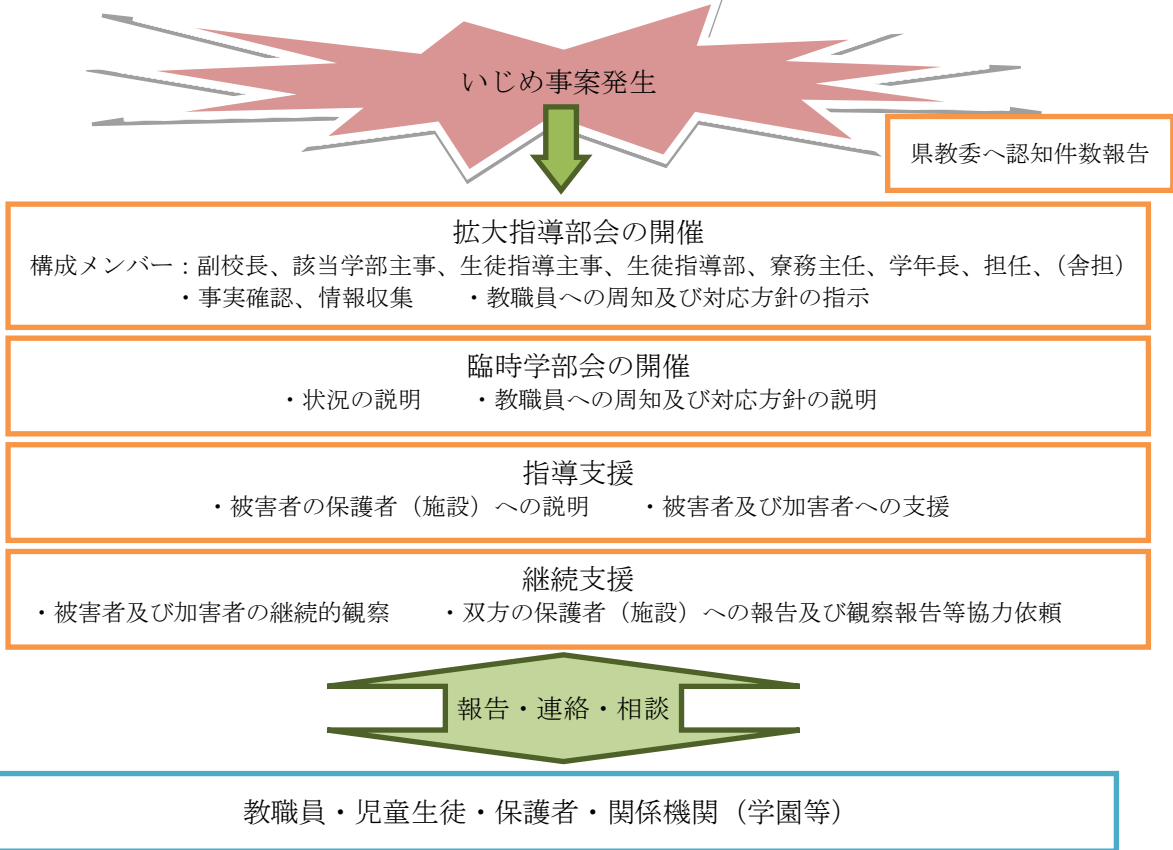 いじめ事案発生
県教委へ認知件数報告
拡大指導部会の開催
構成メンバー：副校長、該当学部主事、生徒指導主事、生徒指導部、寮務主任、学年長、担任、（舎担）
・事実確認、情報収集　　・教職員への周知及び対応方針の指示
臨時学部会の開催
・状況の説明　　・教職員への周知及び対応方針の説明
指導支援
・被害者の保護者（施設）への説明　　・被害者及び加害者への支援
継続支援
・被害者及び加害者の継続的観察　　・双方の保護者（施設）への報告及び観察報告等協力依頼
報告・連絡・相談
教職員・児童生徒・保護者・関係機関（学園等）